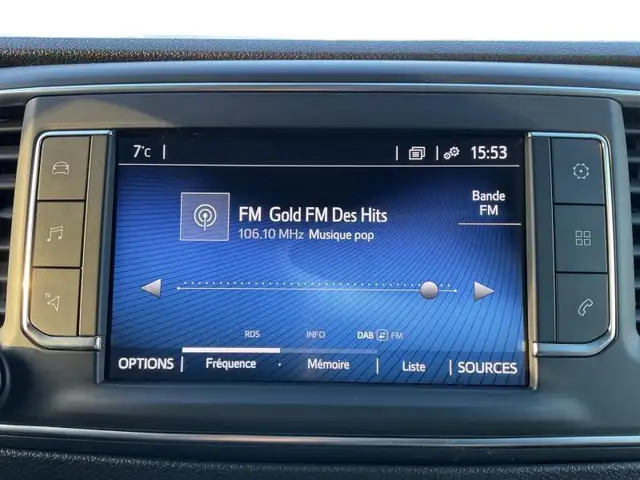 7°C
15:53
Bande
FM
FM Gold FM Des Hits
106.10 MHz Musique pop
RDS INFO DAB FM
OPTIONS Fréquence Mémoire Liste SOURCES
N